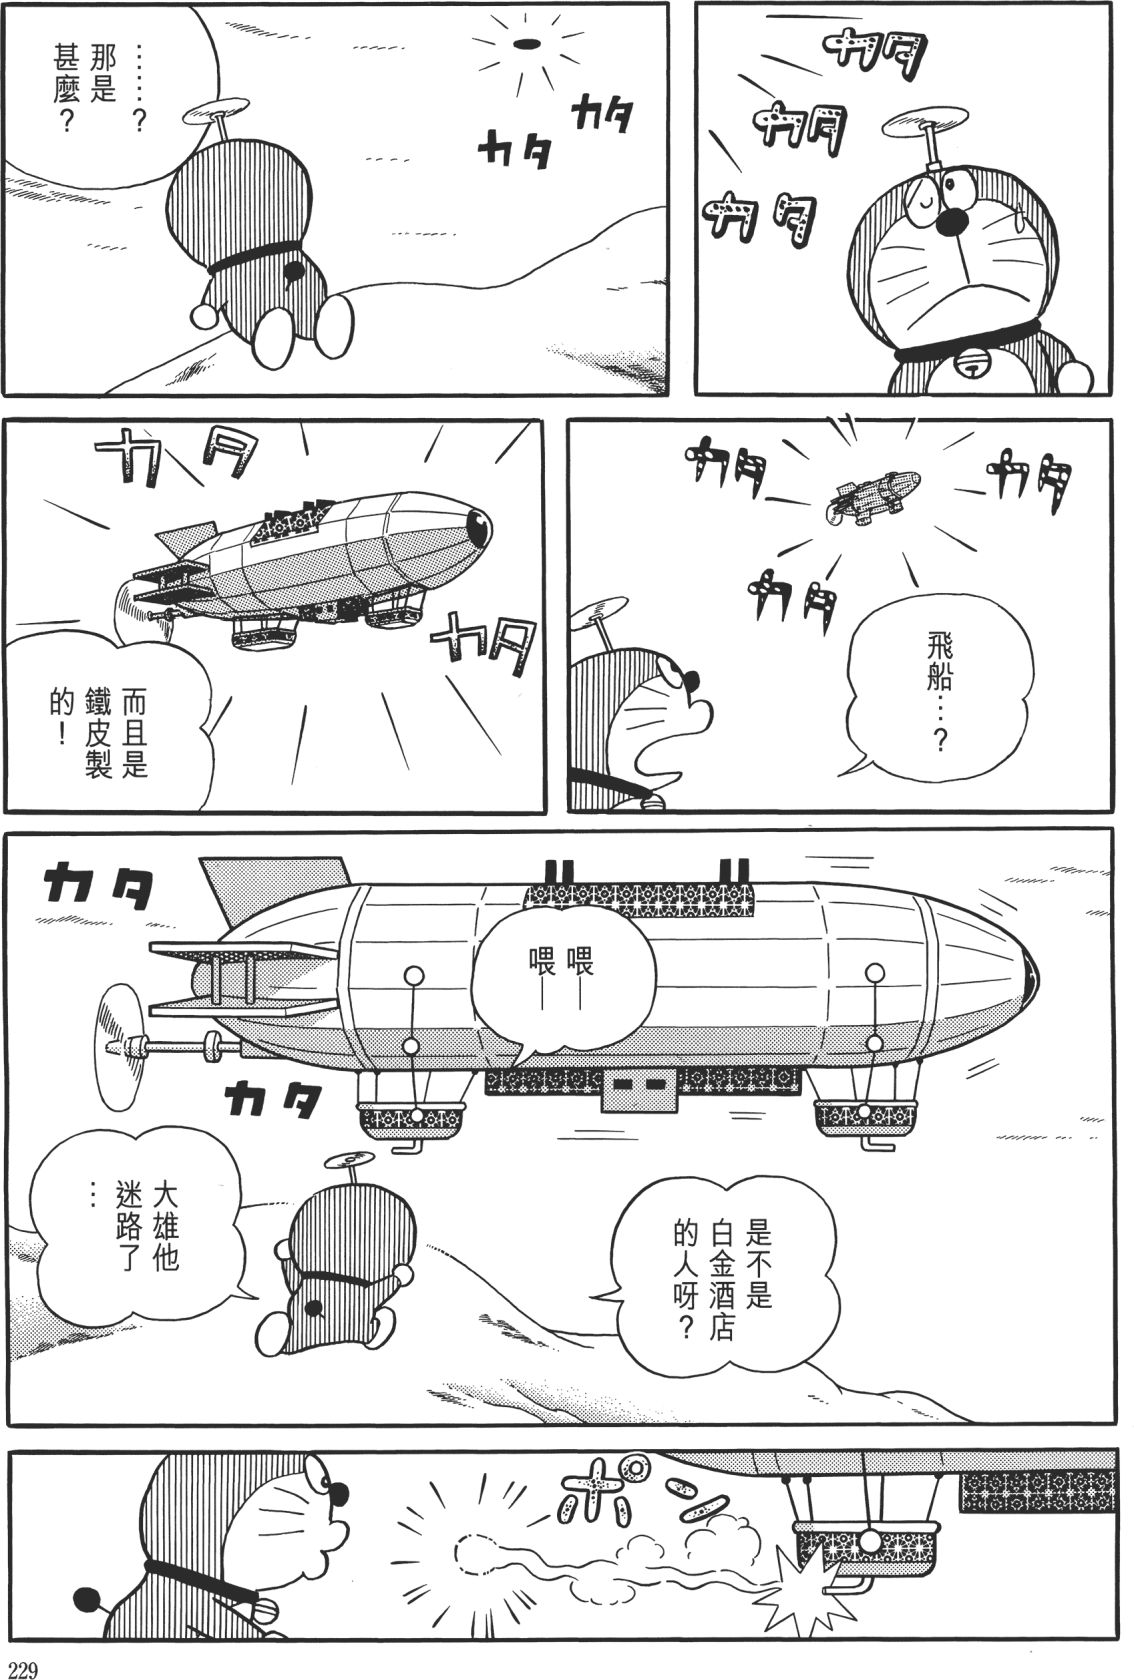 カタ
カタ
カタ
……？
那是
甚麼？
カタ
カタ
カタ
カタ
カタ
飛船…？
カタ
カタ
而且是
鐵皮製
的！
カタ
カタ
喂——
喂——
是不是
白金酒店
的人呀？
大雄他
迷路了
…
ポン
229